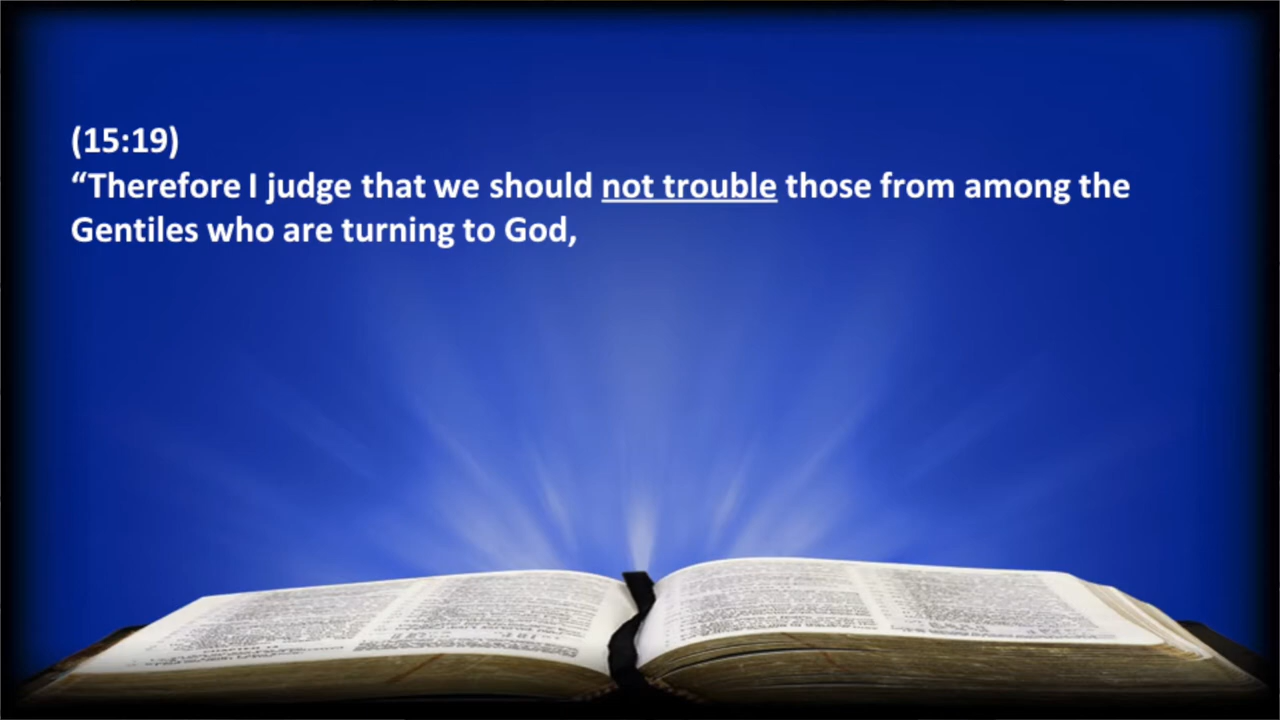 (15:19)
“Therefore I judge that we should not trouble those from among the
Gentiles who are turning to God,